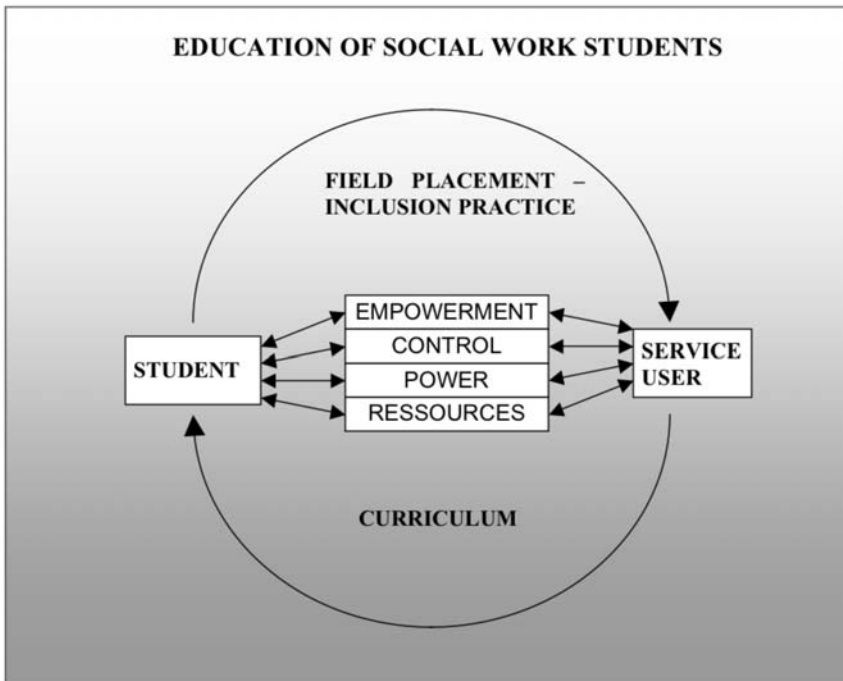 EDUCATION OF SOCIAL WORK STUDENTS
FIELD PLACEMENT –
INCLUSION PRACTICE
EMPOWERMENT
CONTROL
POWER
RESSOURCES
STUDENT
SERVICE
USER
CURRICULUM